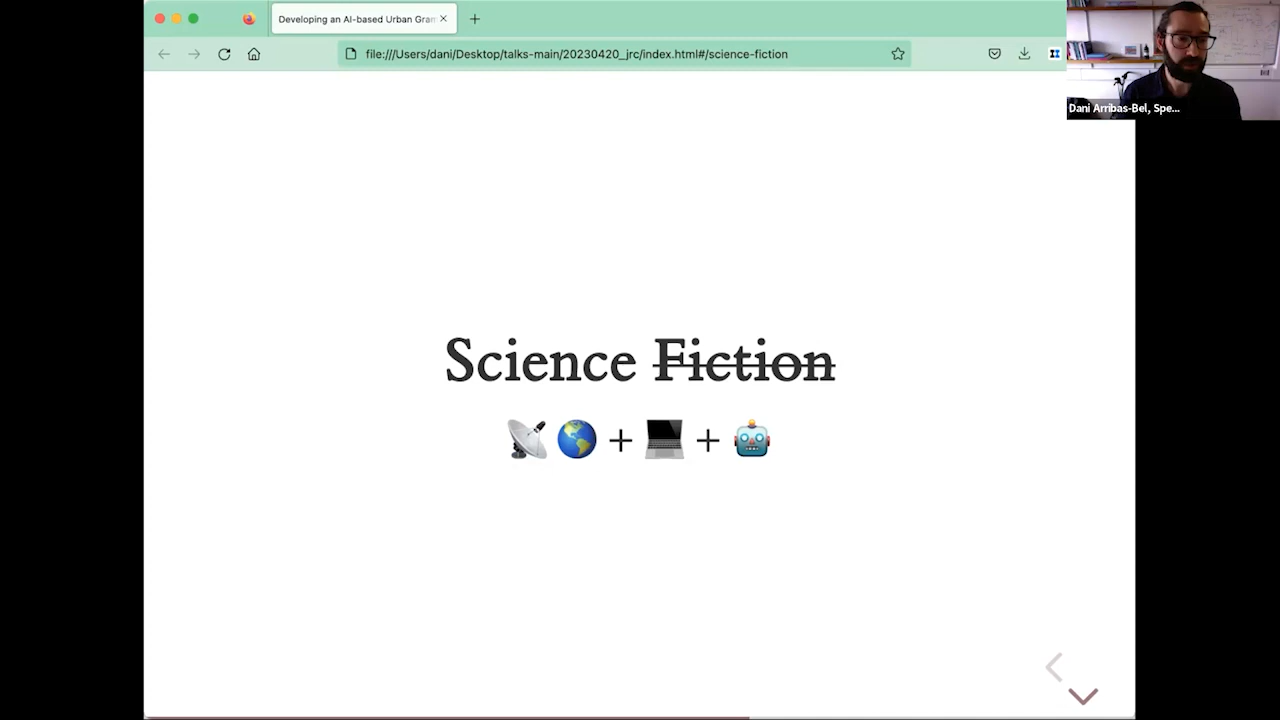 Developing an AI-based Urban Gran
file:///Users/dani/Desktop/talks-main/20230420_jrc/index.html#/science-fiction
Dani Arribas-Bel, Spe...
Science Fiction
+ +